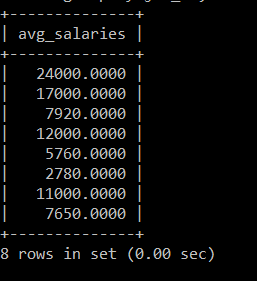 +--------------+
| avg_salaries |
+--------------+
| 24000.0000 |
| 17000.0000 |
| 7920.0000 |
| 12000.0000 |
| 5760.0000 |
| 2780.0000 |
| 11000.0000 |
| 7650.0000 |
+--------------+
8 rows in set (0.00 sec)